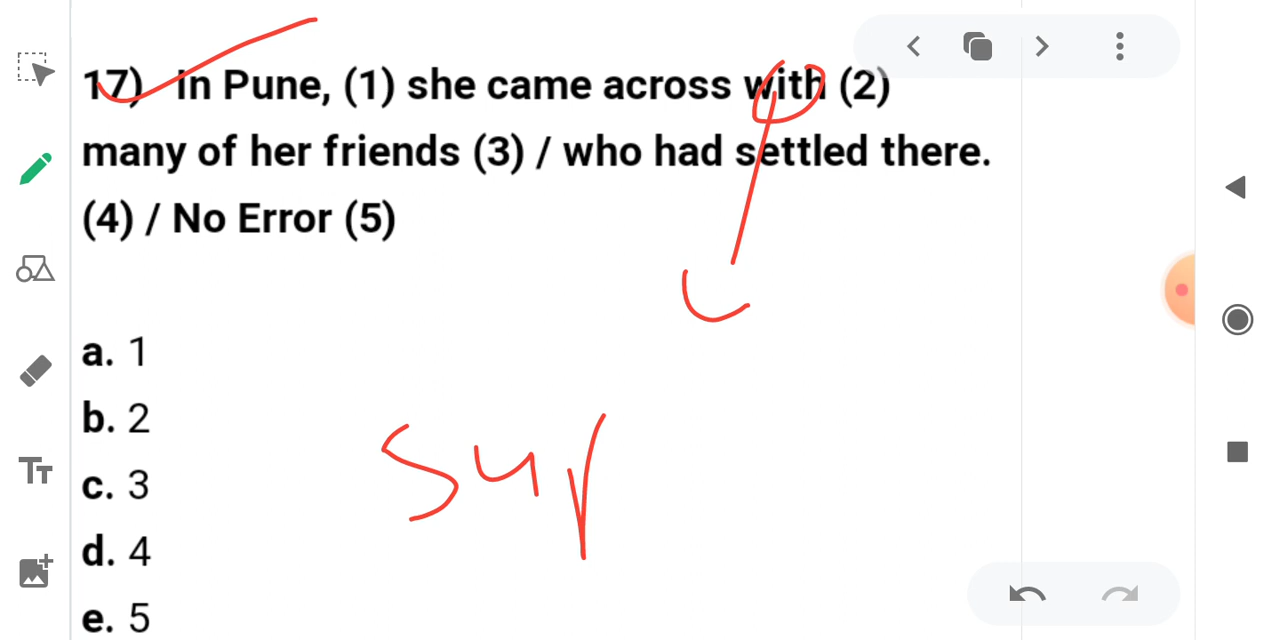 17) In Pune, (1) she came across with (2)
many of her friends (3) / who had settled there.
(4) / No Error (5)
a. 1
b. 2
c. 3
d. 4
e. 5